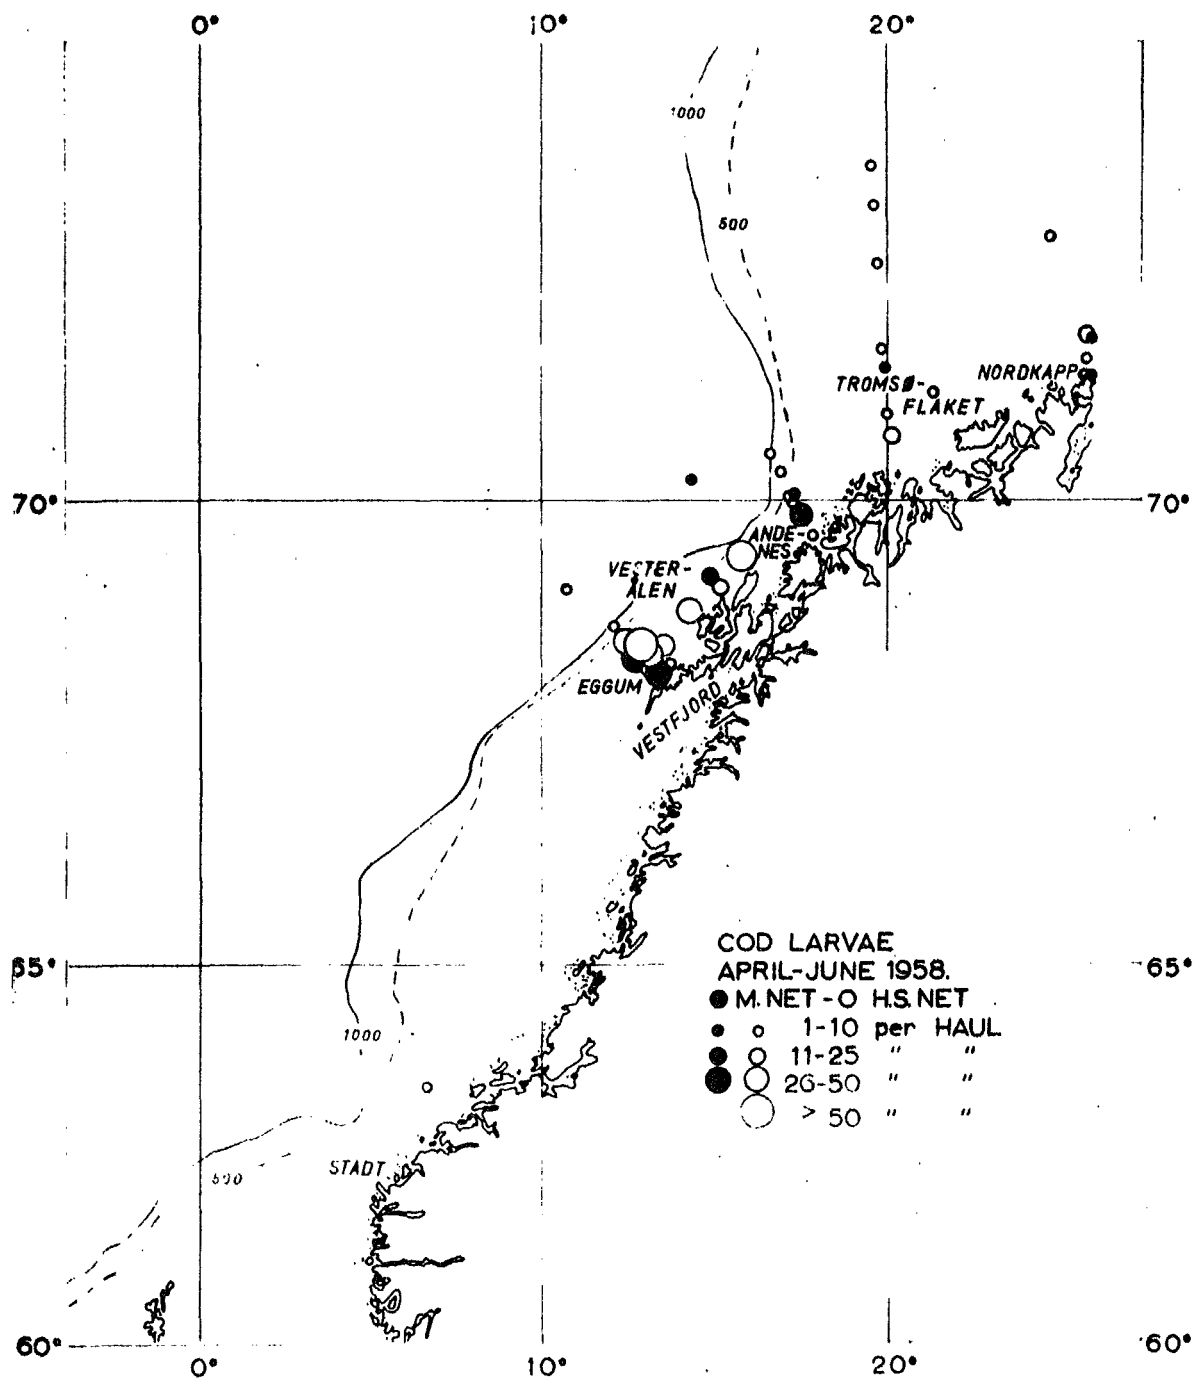 0° 10° 20°
1000
500
NORDKAPP
TROMSØ-
FLAKET
70° 70°
ANDE-
NES
VESTER-
ÅLEN
EGGUM
VESTFJORD
COD LARVAE
APRIL-JUNE 1958.
65° 65°
M. NET - O H.S. NET
1-10 per HAUL
1000
11-25 " "
26-50 " "
> 50 " "
STADT
500
60° 60°
0° 10° 20°